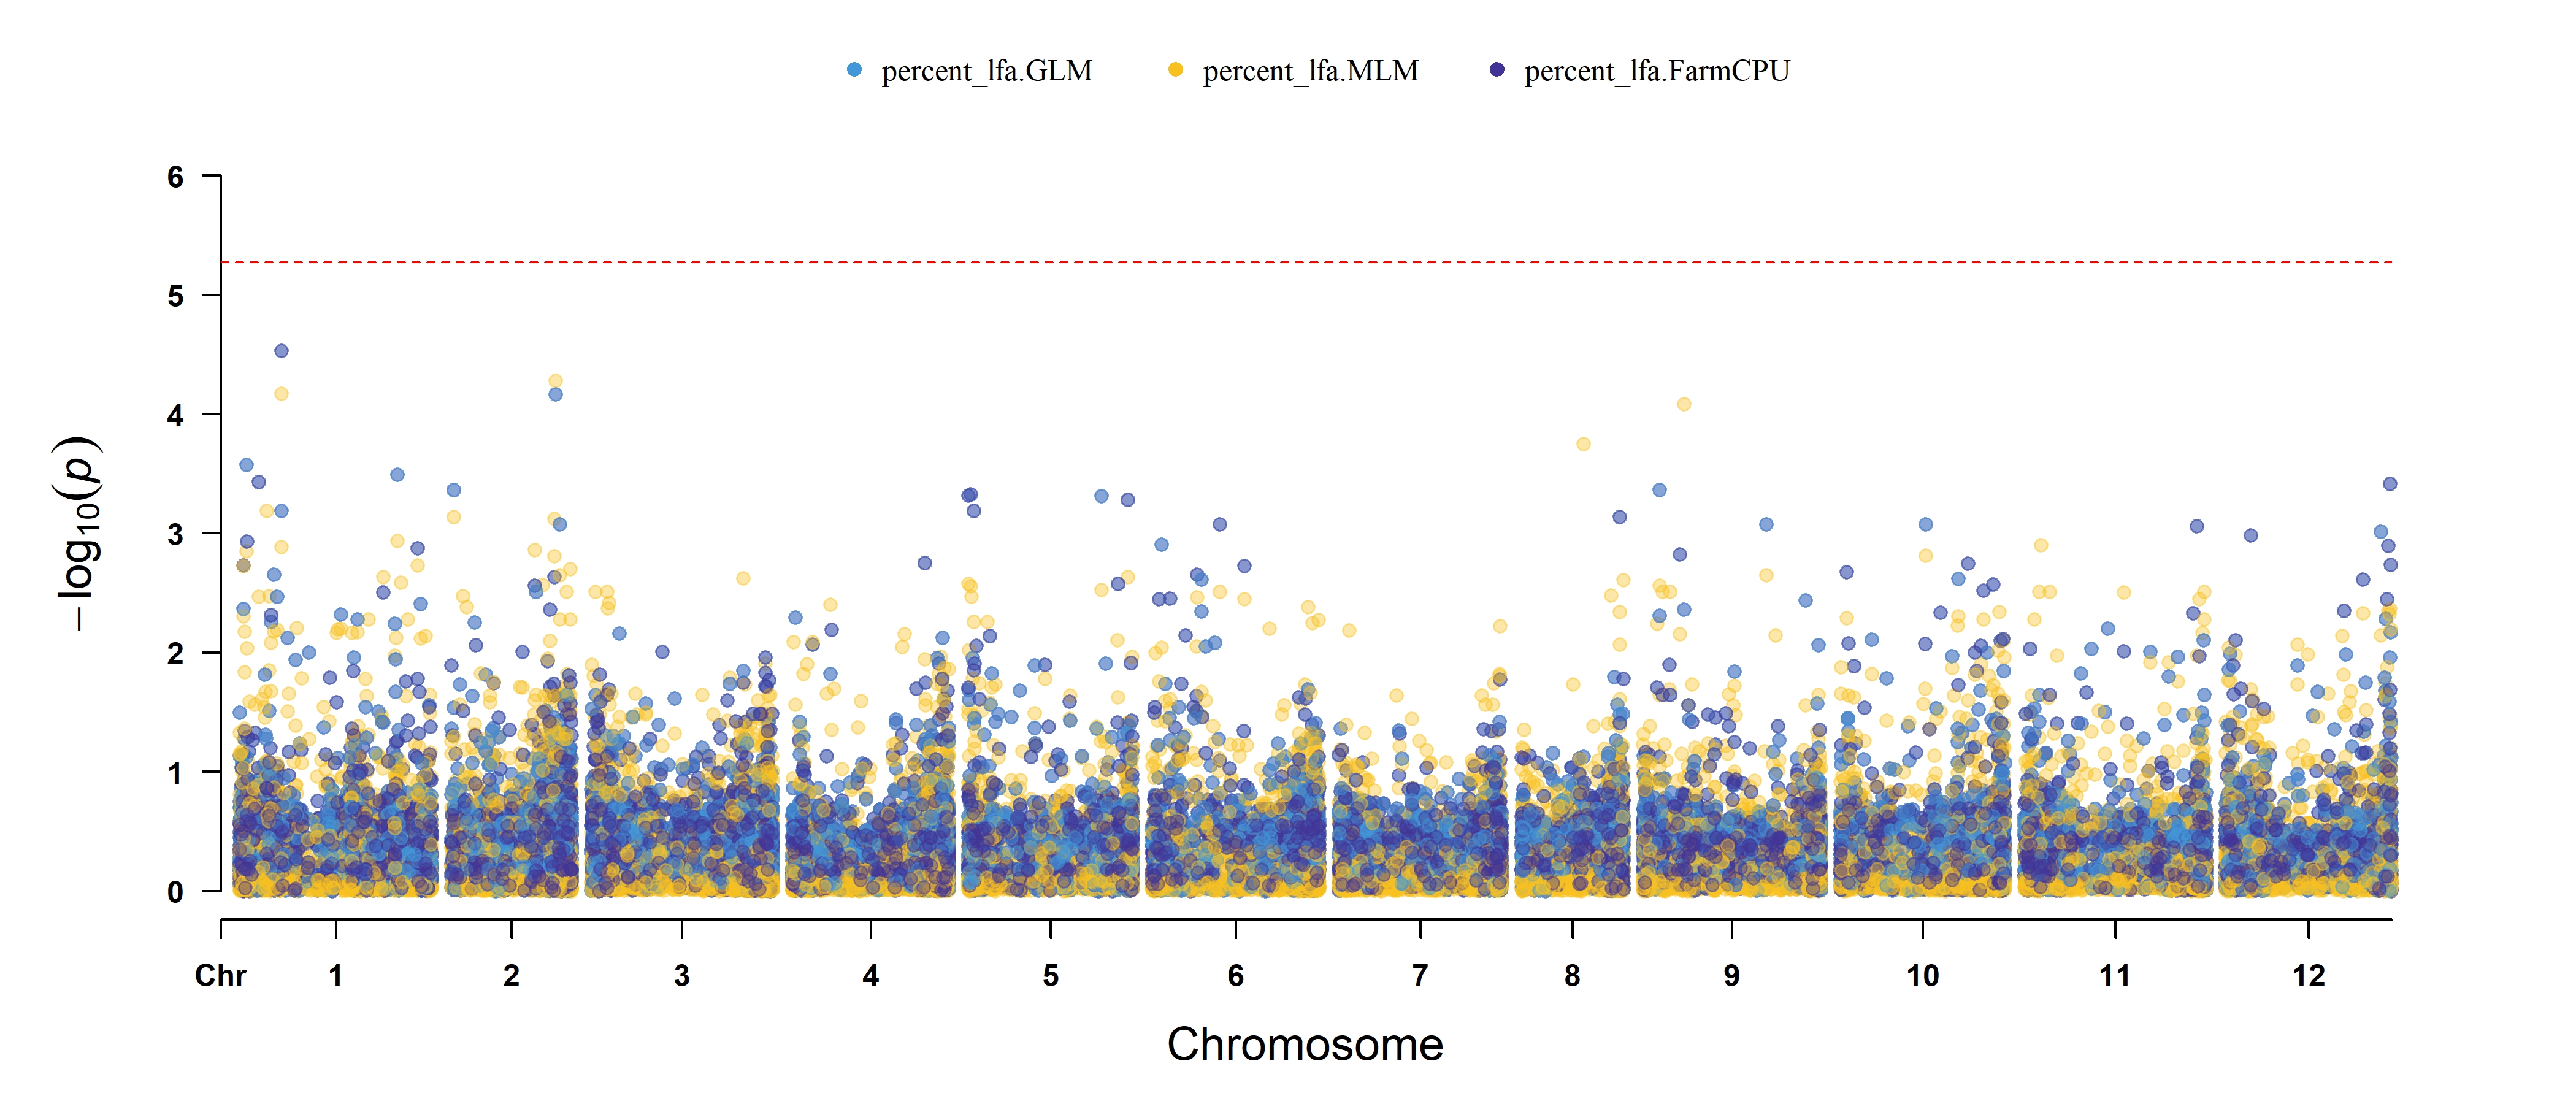 percent_lfa.GLM percent_lfa.MLM percent_lfa.FarmCPU
6
5
4
3
2
1
0
−log10(p)
Chr 1 2 3 4 5 6 7 8 9 10 11 12
Chromosome